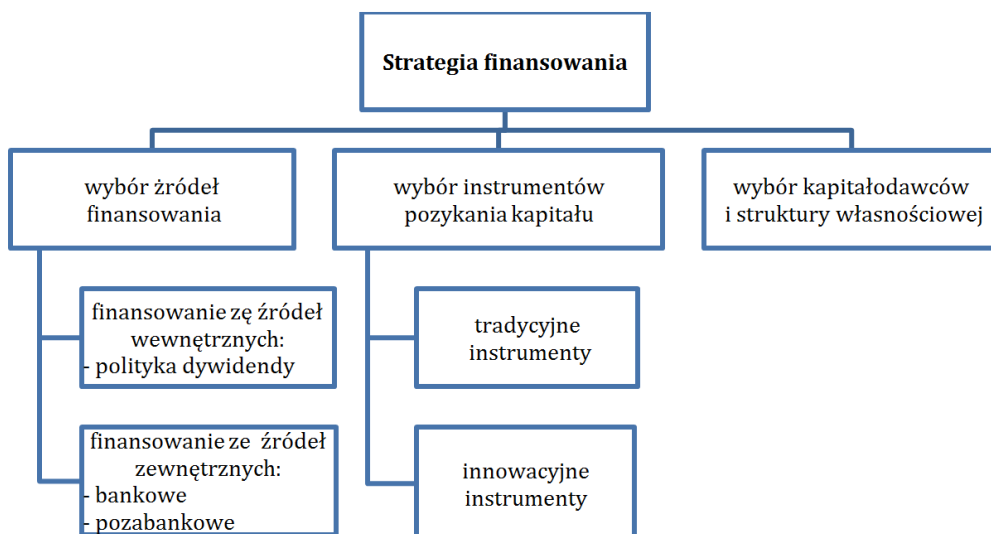 Strategia finansowania
wybór żródeł
finansowania
wybór instrumentów
pozykania kapitału
wybór kapitałodawców
i struktury własnościowej
finansowanie zę źródeł
wewnętrznych:
- polityka dywidendy
tradycyjne
instrumenty
finansowanie ze źródeł
zewnętrznych:
- bankowe
- pozabankowe
innowacyjne
instrumenty